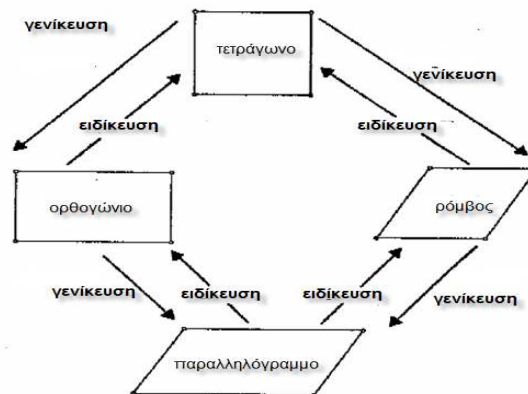 γενίκευση
τετράγωνο
γενίκευση
ειδίκευση
ειδίκευση
ορθογώνιο
ρόμβος
γενίκευση
ειδίκευση
ειδίκευση
γενίκευση
παραλληλόγραμμο